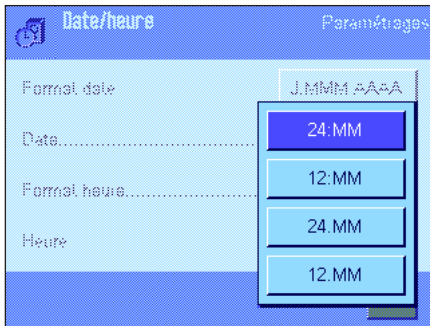 Date/heure Paramétrages
Format date J.MMM AAAA
Date
Format heure
Heure
24:MM
12:MM
24.MM
12.MM